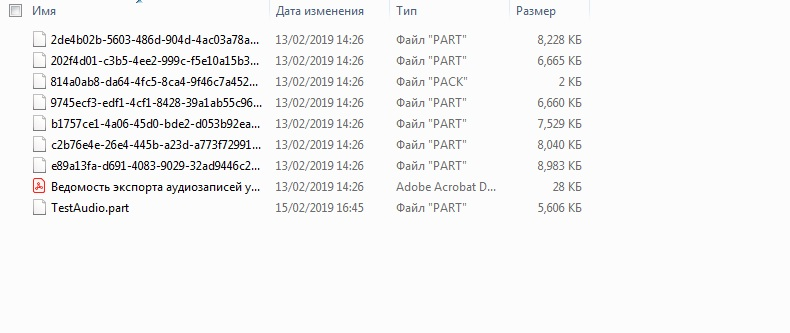 Имя Дата изменения Тип Размер
2de4b02b-5603-486d-904d-4ac03a78a... 13/02/2019 14:26 Файл "PART" 8,228 КБ
202f4d01-c3b5-4ee2-999c-f5e10a15b3... 13/02/2019 14:26 Файл "PART" 6,665 КБ
814a0ab8-da64-4fc5-8ca4-9f46c7a452... 13/02/2019 14:26 Файл "PACK" 2 КБ
9745ecf3-edf1-4cf1-8428-39a1ab55c96... 13/02/2019 14:26 Файл "PART" 6,660 КБ
b1757ce1-4a06-45d0-bde2-d053b92ea... 13/02/2019 14:26 Файл "PART" 7,529 КБ
c2b76e4e-26e4-445b-a23d-a773f72991... 13/02/2019 14:26 Файл "PART" 8,040 КБ
e89a13fa-d691-4083-9029-32ad9446c2... 13/02/2019 14:26 Файл "PART" 8,983 КБ
Ведомость экспорта аудиозаписей у... 13/02/2019 14:26 Adobe Acrobat D... 28 КБ
TestAudio.part 15/02/2019 16:45 Файл "PART" 5,606 КБ